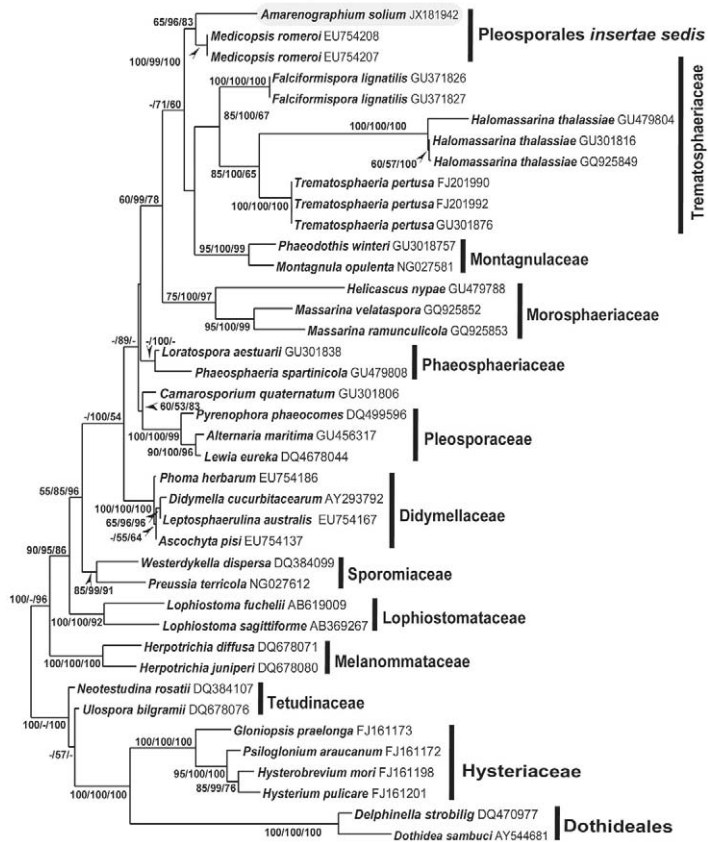 65/96/83
Amarenographium solium JX181942
Medicopsis romeroi EU754208
Pleosporales insertae sedis
Medicopsis romeroi EU754207
100/99/100
Falciformispora lignatilis GU371826
100/100/100
Falciformispora lignatilis GU371827
-/71/60
85/100/67
Halomassarina thalassiae GU479804
100/100/100
Halomassarina thalassiae GU301816
60/57/100
Halomassarina thalassiae GQ925849
85/100/65
Trematosphaeria pertusa FJ201990
Trematosphaeria pertusa FJ201992
100/100/100
Trematosphaeria pertusa GU301876
Trematosphaeriaceae
60/99/78
Phaeodothis winteri GU3018757
95/100/99
Montagnulaceae
Montagnula opulenta NG027581
Helicascus nypae GU479788
75/100/97
Massarina velataspora GQ925852
Morosphaeriaceae
95/100/99
Massarina ramunculicola GQ925853
-/89/-
-/100/-
Loratospora aestuarii GU301838
Phaeosphaeriaceae
Phaeosphaeria spartinicola GU479808
Camarosporium quaternatum GU301806
60/53/83
-/100/54
Pyrenophora phaeocomes DQ499596
100/100/99
Alternaria maritima GU456317
Pleosporaceae
90/100/96
Lewia eureka DQ4678044
Phoma herbarum EU754186
55/85/96
Didymella cucurbitacearum AY293792
100/100/100
65/96/96
Leptosphaerulina australis EU754167
Didymellaceae
-/55/64
Ascochyta pisi EU754137
90/95/86
Westerdykella dispersa DQ384099
Sporomiaceae
85/99/91
Preussia terricola NG027612
100/-/96
Lophiostoma fuchelii AB619009
Lophiostomataceae
100/100/92
Lophiostoma sagittiforme AB369267
Herpotrichia diffusa DQ678071
100/100/100
Melanommataceae
Herpotrichia juniperi DQ678080
Neotestudina rosatii DQ384107
Tetudinaceae
100/-/100
Ulospora bilgramii DQ678076
Gloniopsis praelonga FJ161173
-/57/-
100/100/100
Psiloglonium araucanum FJ161172
95/100/100
Hysterobrevium mori FJ161198
Hysteriaceae
85/99/76
Hysterium pulicare FJ161201
100/100/100
Delphinella strobilig DQ470977
Dothideales
100/100/100
Dothidea sambuci AY544681